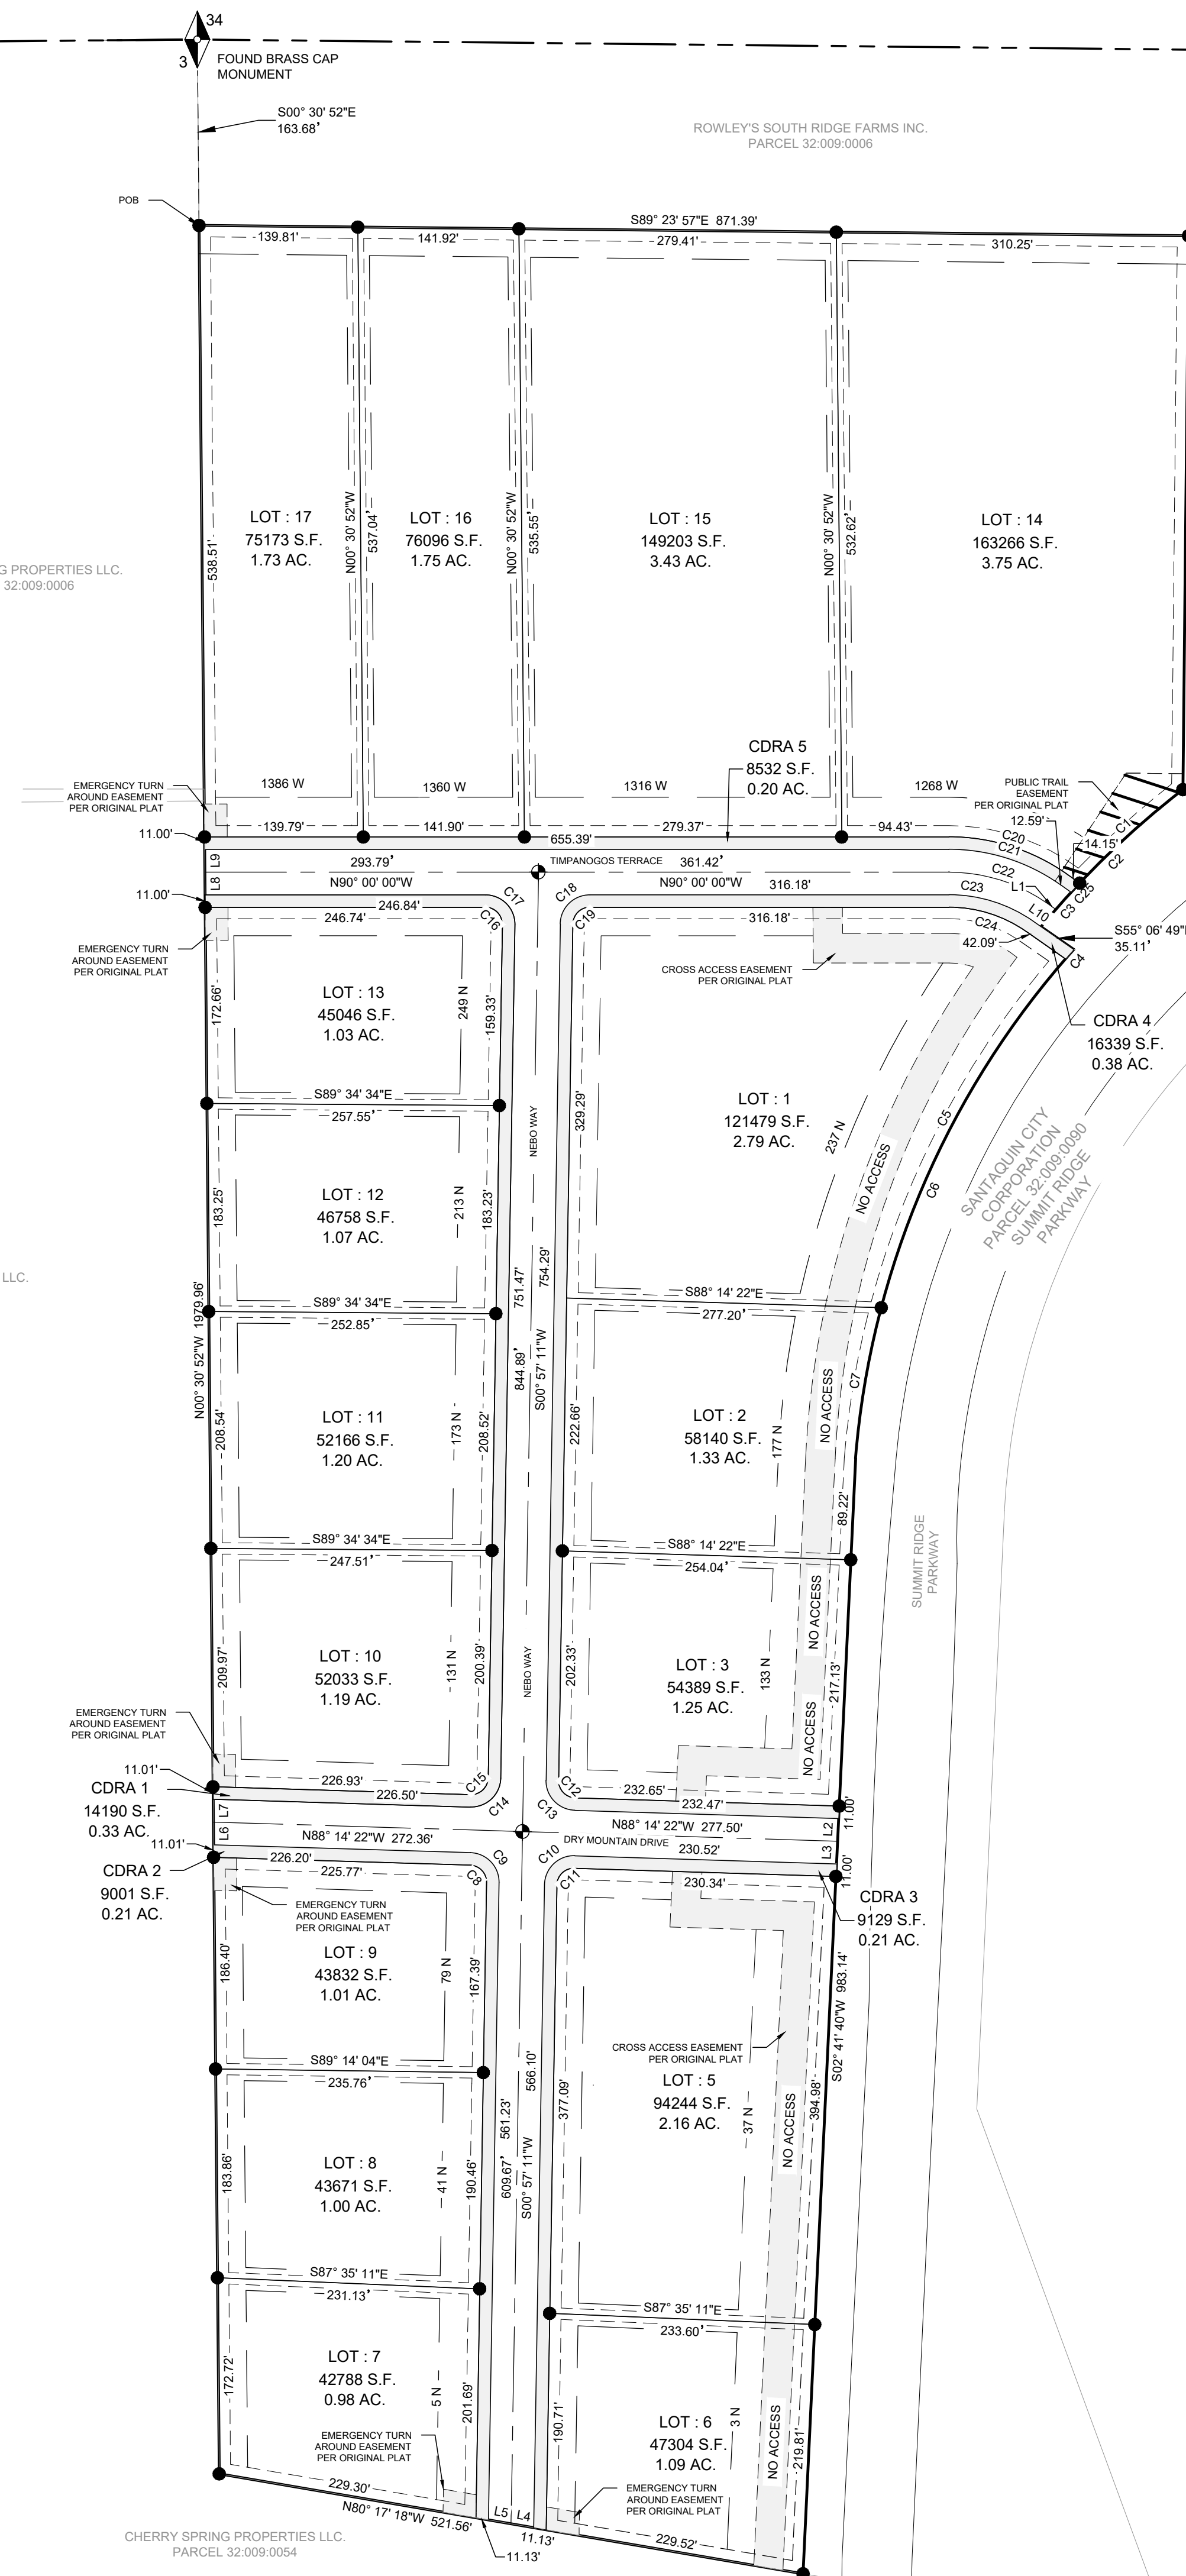 34
3
FOUND BRASS CAP
MONUMENT
S00° 30' 52"E
163.68'
ROWLEY'S SOUTH RIDGE FARMS INC.
PARCEL 32:009:0006
POB
S89° 23' 57"E 871.39'
139.81'
141.92'
279.41'
310.25'
538.51'
LOT : 17
75173 S.F.
1.73 AC.
N00° 30' 52"W
537.04'
LOT : 16
76096 S.F.
1.75 AC.
N00° 30' 52"W
535.55'
LOT : 15
149203 S.F.
3.43 AC.
N00° 30' 52"W
532.62'
LOT : 14
163266 S.F.
3.75 AC.
G PROPERTIES LLC.
32:009:0006
CDRA 5
8532 S.F.
0.20 AC.
EMERGENCY TURN
AROUND EASEMENT
PER ORIGINAL PLAT
1386 W
1360 W
1316 W
1268 W
PUBLIC TRAIL
EASEMENT
PER ORIGINAL PLAT
12.59'
C1
C2
14.15'
11.00'
139.79'
141.90'
655.39'
279.37'
94.43'
C20
C21
C22
L9
293.79'
TIMPANOGOS TERRACE
361.42'
L8
N90° 00' 00"W
N90° 00' 00"W
316.18'
C23
L1
C25
C3
L10
11.00'
246.84'
246.74'
C17
C16
C18
C19
316.18'
C24
42.09'
S55° 06' 49"
35.11'
C4
EMERGENCY TURN
AROUND EASEMENT
PER ORIGINAL PLAT
CROSS ACCESS EASEMENT
PER ORIGINAL PLAT
172.66'
LOT : 13
45046 S.F.
1.03 AC.
249 N
159.33'
CDRA 4
16339 S.F.
0.38 AC.
S89° 34' 34"E
257.55'
NEBO WAY
329.29'
LOT : 1
121479 S.F.
2.79 AC.
237 N
NO ACCESS
C5
C6
SANTAQUIN CITY
CORPORATION
PARCEL 32:009:0090
SUMMIT RIDGE
PARKWAY
183.25'
LOT : 12
46758 S.F.
1.07 AC.
213 N
183.23'
LLC.
751.47'
754.29'
N00° 30' 52"W 1979.96'
S89° 34' 34"E
252.85'
S88° 14' 22"E
277.20'
844.89'
S00° 57' 11"W
C7
208.54'
LOT : 11
52166 S.F.
1.20 AC.
173 N
208.52'
222.66'
LOT : 2
58140 S.F.
1.33 AC.
177 N
NO ACCESS
89.22'
S89° 34' 34"E
247.51'
S88° 14' 22"E
254.04'
SUMMIT RIDGE
PARKWAY
NO ACCESS
209.97'
LOT : 10
52033 S.F.
1.19 AC.
131 N
200.39'
NEBO WAY
202.33'
LOT : 3
54389 S.F.
1.25 AC.
133 N
217.13'
NO ACCESS
EMERGENCY TURN
AROUND EASEMENT
PER ORIGINAL PLAT
11.01'
CDRA 1
14190 S.F.
0.33 AC.
226.93'
226.50'
C15
C14
C12
C13
232.65'
232.47'
11.00'
L7
L6
N88° 14' 22"W 272.36'
N88° 14' 22"W 277.50'
DRY MOUNTAIN DRIVE
L2
L3
11.01'
CDRA 2
9001 S.F.
0.21 AC.
226.20'
225.77'
C9
C8
C10
C11
230.52'
230.34'
11.00'
CDRA 3
9129 S.F.
0.21 AC.
EMERGENCY TURN
AROUND EASEMENT
PER ORIGINAL PLAT
186.40'
LOT : 9
43832 S.F.
1.01 AC.
79 N
167.39'
S02° 41' 40"W 983.14'
CROSS ACCESS EASEMENT
PER ORIGINAL PLAT
S89° 14' 04"E
235.76'
566.10'
377.09'
LOT : 5
94244 S.F.
2.16 AC.
37 N
NO ACCESS
394.98'
183.86'
LOT : 8
43671 S.F.
1.00 AC.
41 N
190.46'
561.23'
609.67'
S00° 57' 11"W
S87° 35' 11"E
231.13'
S87° 35' 11"E
233.60'
172.72'
LOT : 7
42788 S.F.
0.98 AC.
5 N
201.69'
190.71'
LOT : 6
47304 S.F.
1.09 AC.
3 N
NO ACCESS
219.81'
EMERGENCY TURN
AROUND EASEMENT
PER ORIGINAL PLAT
EMERGENCY TURN
AROUND EASEMENT
PER ORIGINAL PLAT
229.30'
N80° 17' 18"W 521.56'
L5
L4
11.13'
11.13'
229.52'
CHERRY SPRING PROPERTIES LLC.
PARCEL 32:009:0054